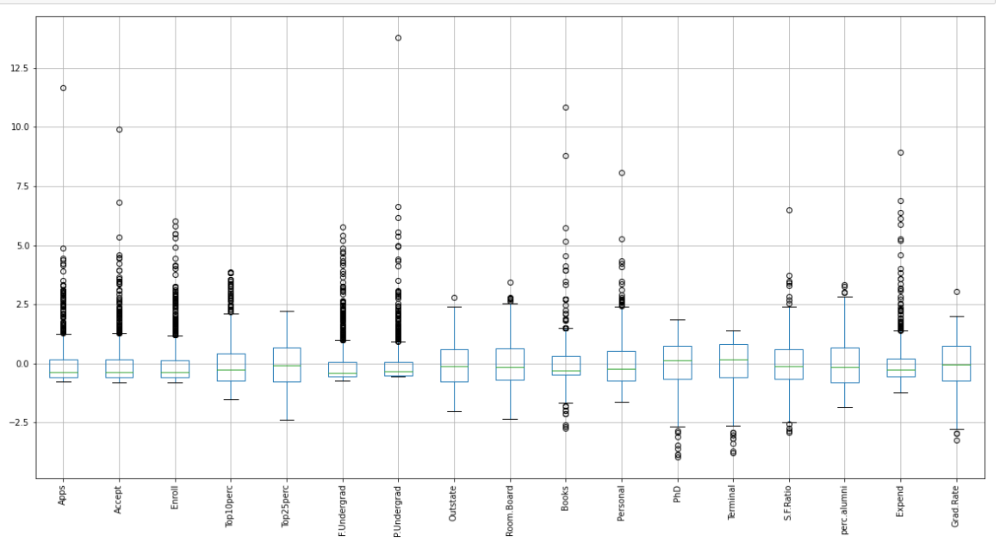 12.5
10.0
7.5
5.0
2.5
0.0
−2.5
Apps
Accept
Enroll
Top10perc
Top25perc
F.Undergrad
P.Undergrad
Outstate
Room.Board
Books
Personal
PhD
Terminal
S.F.Ratio
perc.alumni
Expend
Grad.Rate